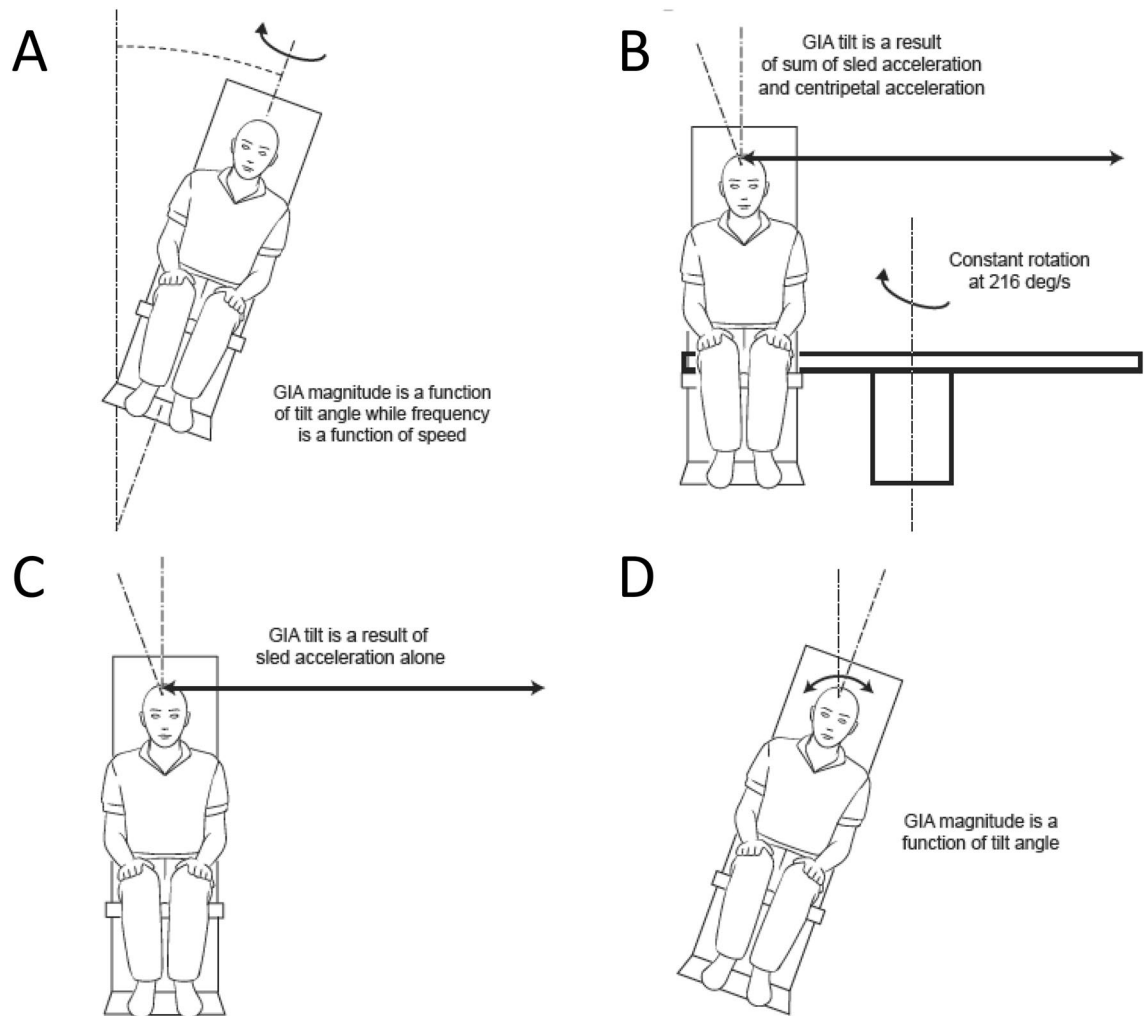 A
GIA magnitude is a function
of tilt angle while frequency
is a function of speed
B
GIA tilt is a result
of sum of sled acceleration
and centripetal acceleration
Constant rotation
at 216 deg/s
C
GIA tilt is a result of
sled acceleration alone
D
GIA magnitude is a
function of tilt angle